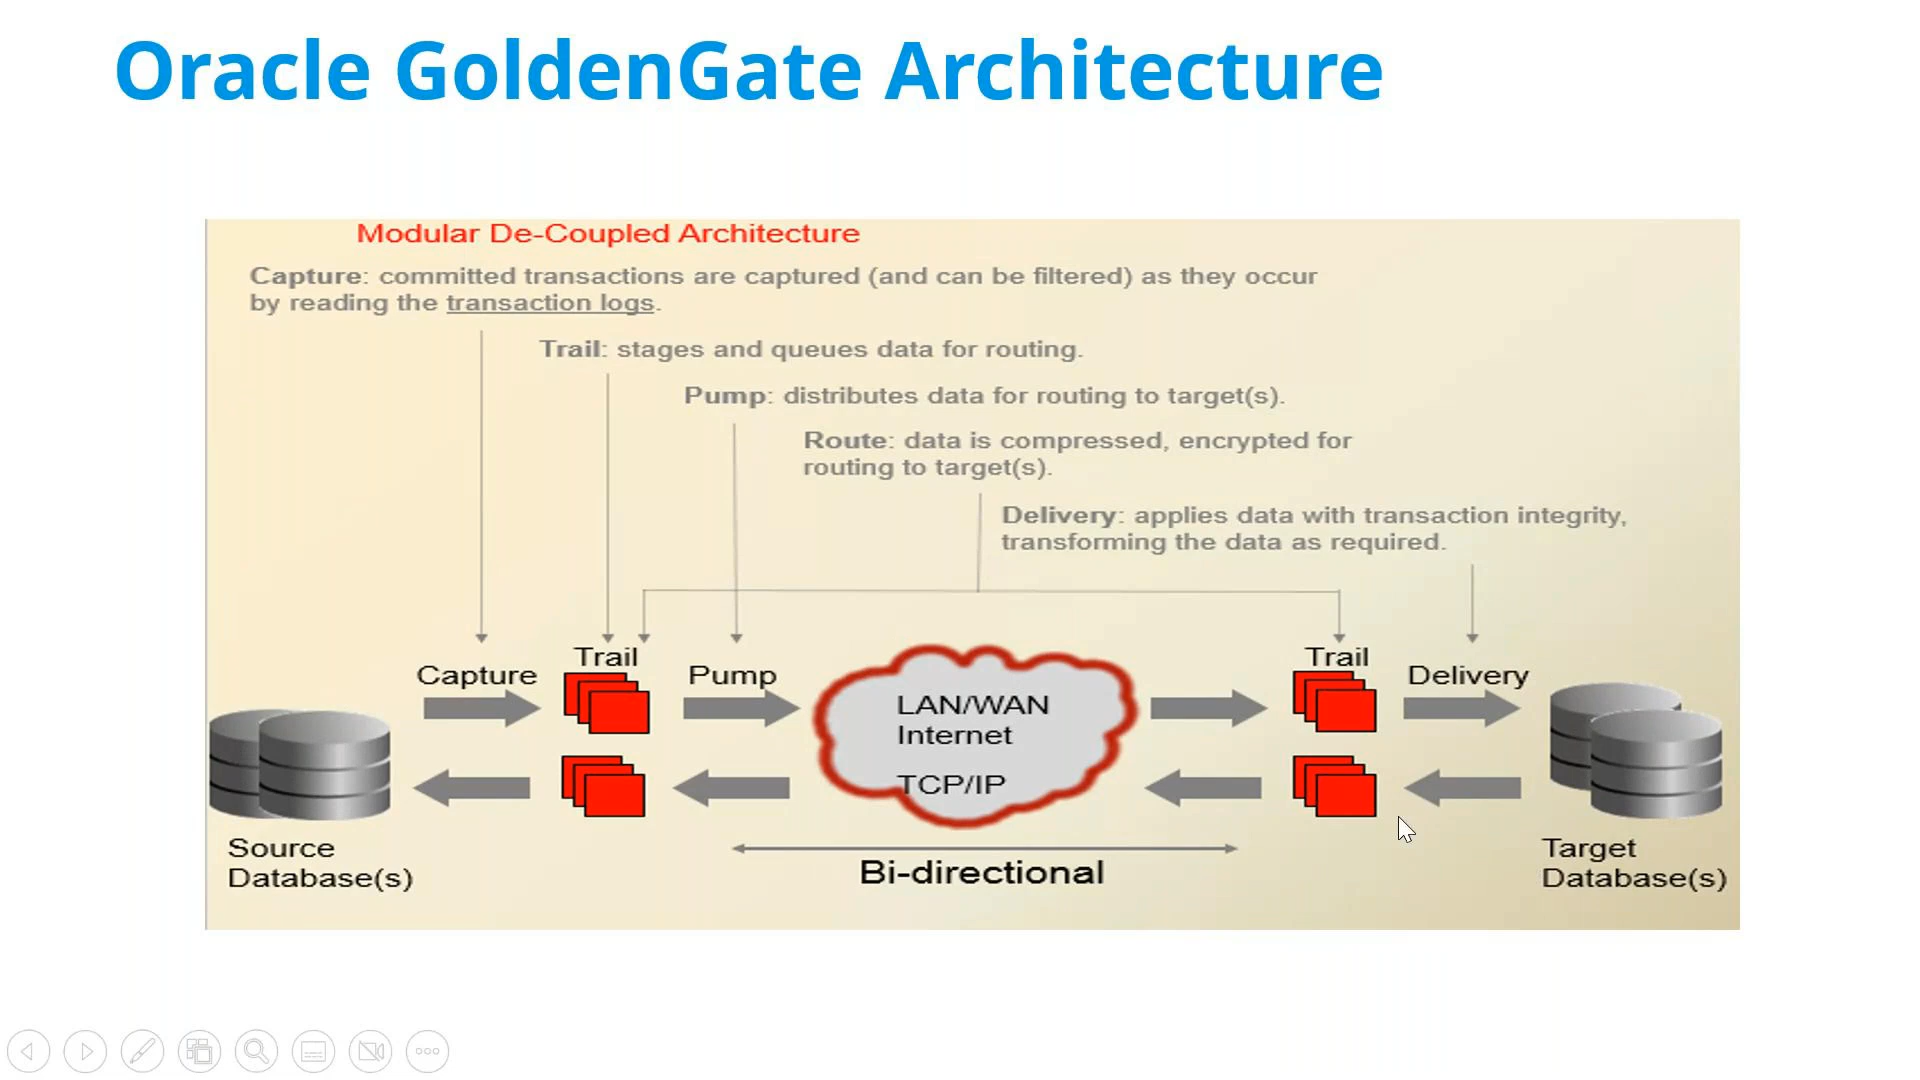 Oracle GoldenGate Architecture
Modular De-Coupled Architecture
Capture: committed transactions are captured (and can be filtered) as they occur
by reading the transaction logs.
Trail: stages and queues data for routing.
Pump: distributes data for routing to target(s).
Route: data is compressed, encrypted for
routing to target(s).
Delivery: applies data with transaction integrity,
transforming the data as required.
Capture
Trail
Pump
LAN/WAN
Internet
TCP/IP
Trail
Delivery
Source
Database(s)
Bi-directional
Target
Database(s)